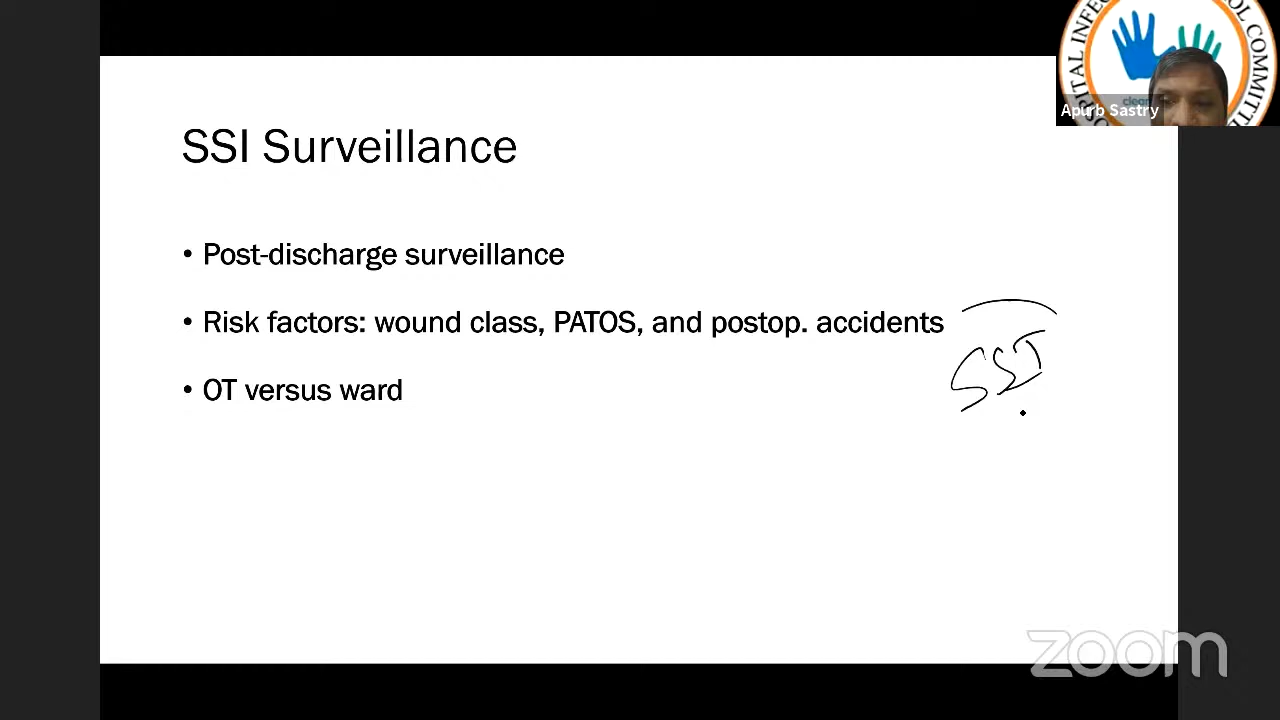 SSI Surveillance
• Post-discharge surveillance
• Risk factors: wound class, PATOS, and postop. accidents
• OT versus ward
SSI
Apurb Sastry
zoom